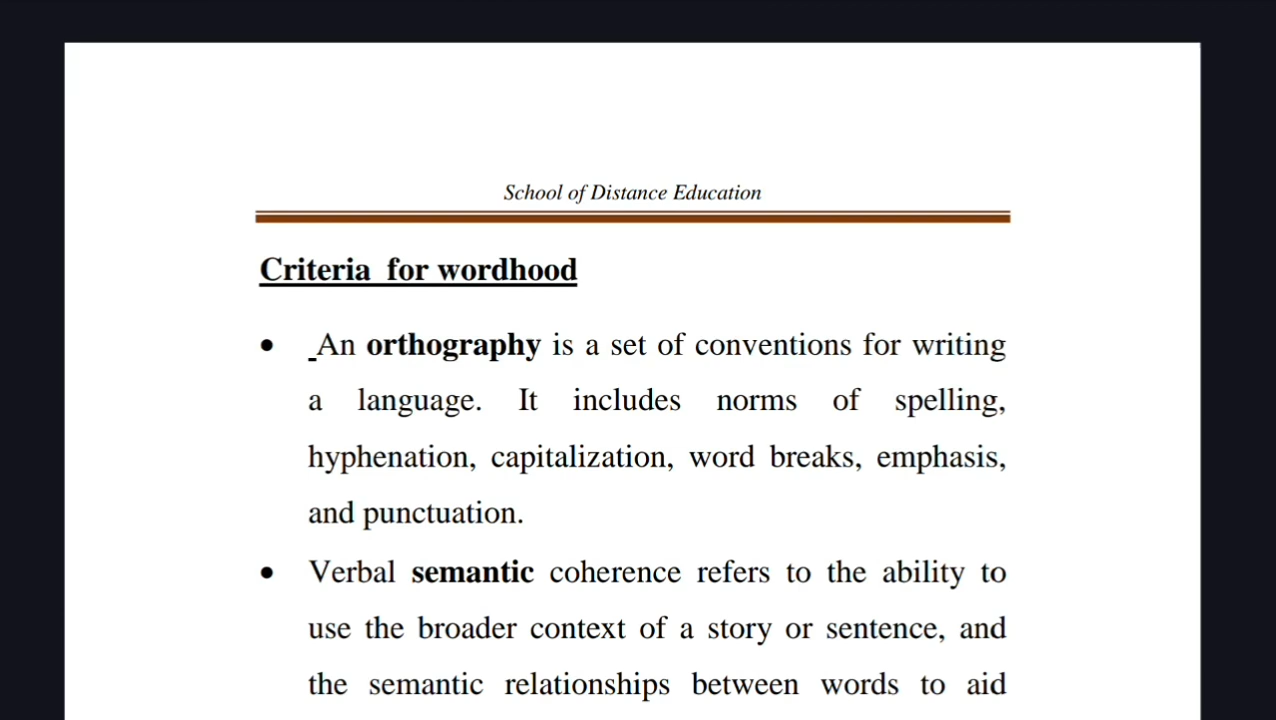 School of Distance Education
Criteria for wordhood
• An orthography is a set of conventions for writing
a language. It includes norms of spelling,
hyphenation, capitalization, word breaks, emphasis,
and punctuation.
• Verbal semantic coherence refers to the ability to
use the broader context of a story or sentence, and
the semantic relationships between words to aid